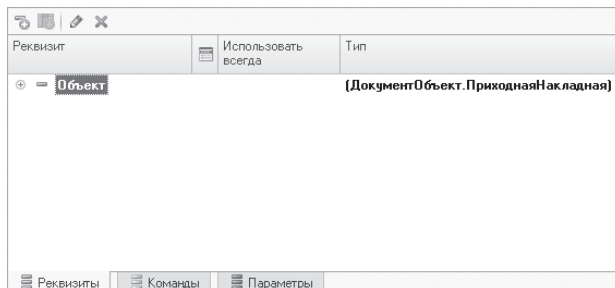 Реквизит Использовать всегда Тип
Объект (ДокументОбъект.ПриходнаяНакладная)
Реквизиты Команды Параметры